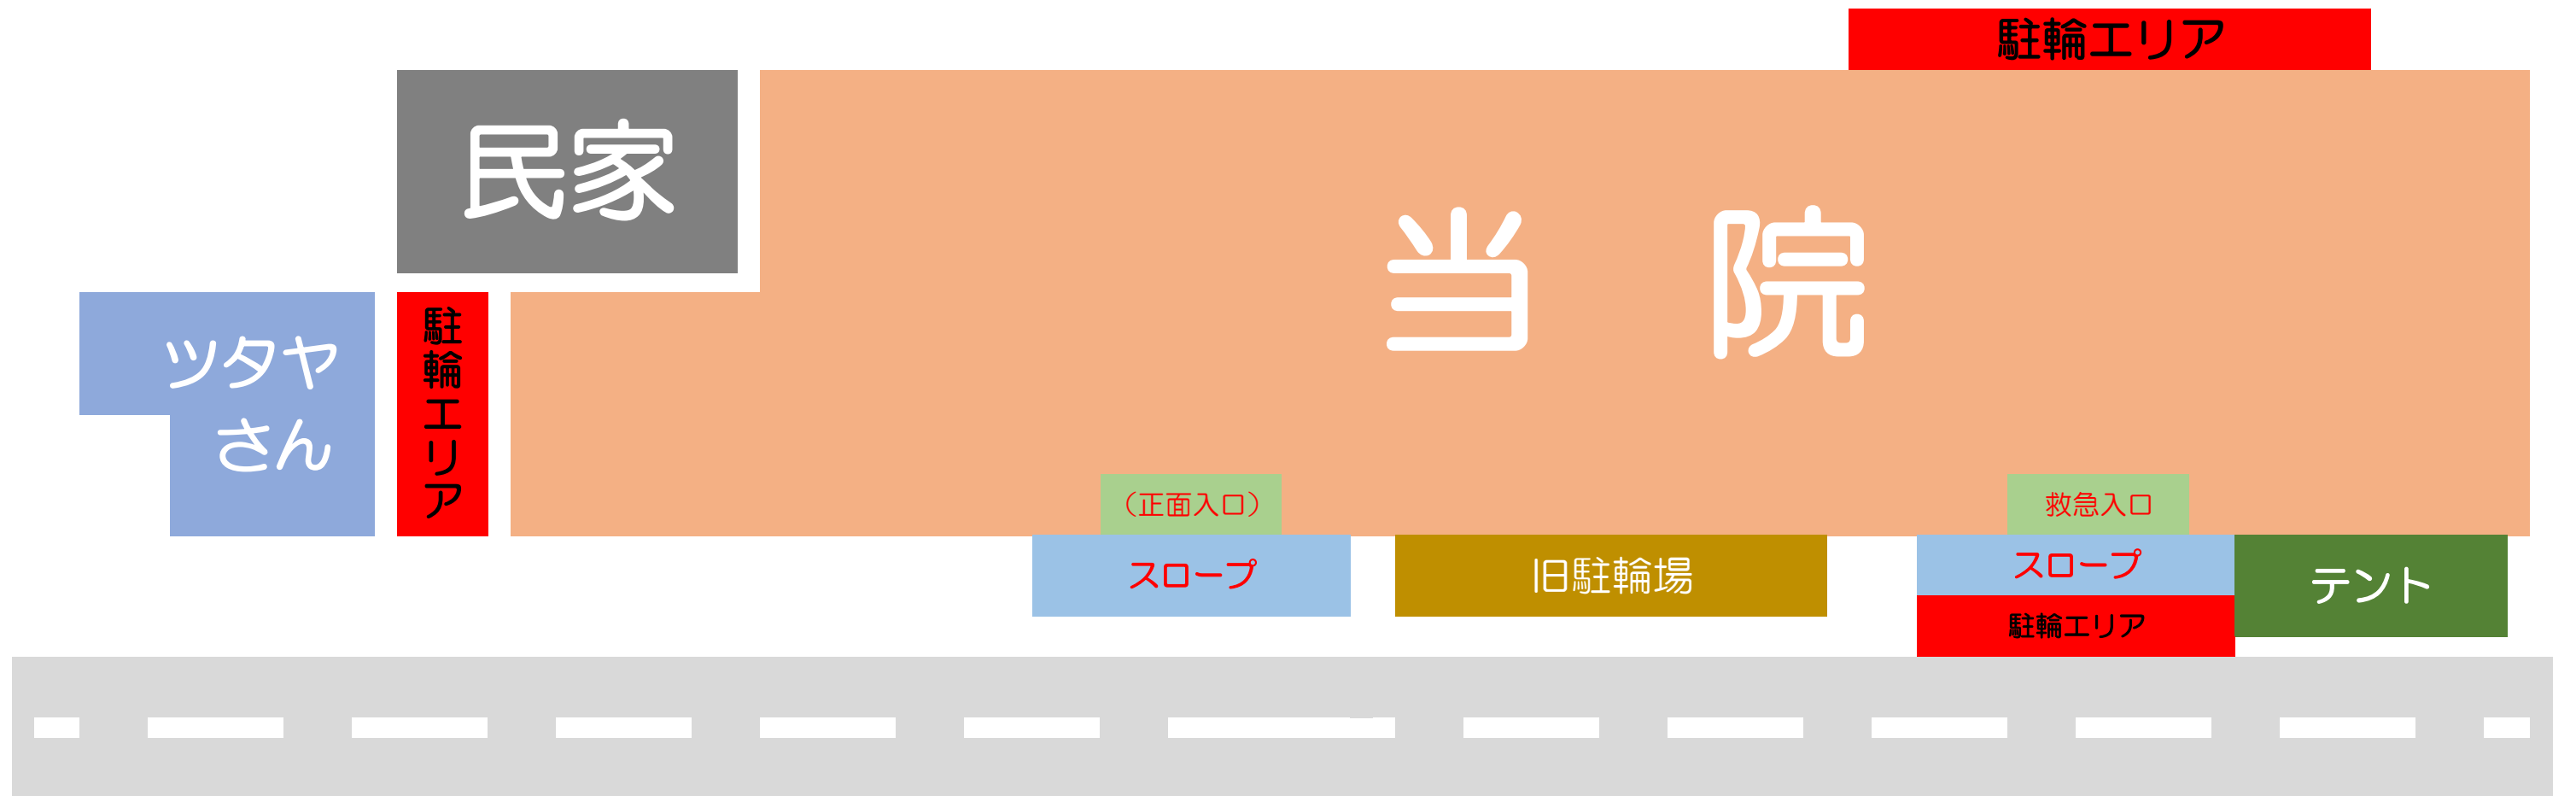 駐輪エリア
民家
当　院
ツタヤ
さん
駐輪エリア
（正面入口）
救急入口
スロープ
旧駐輪場
スロープ
テント
駐輪エリア